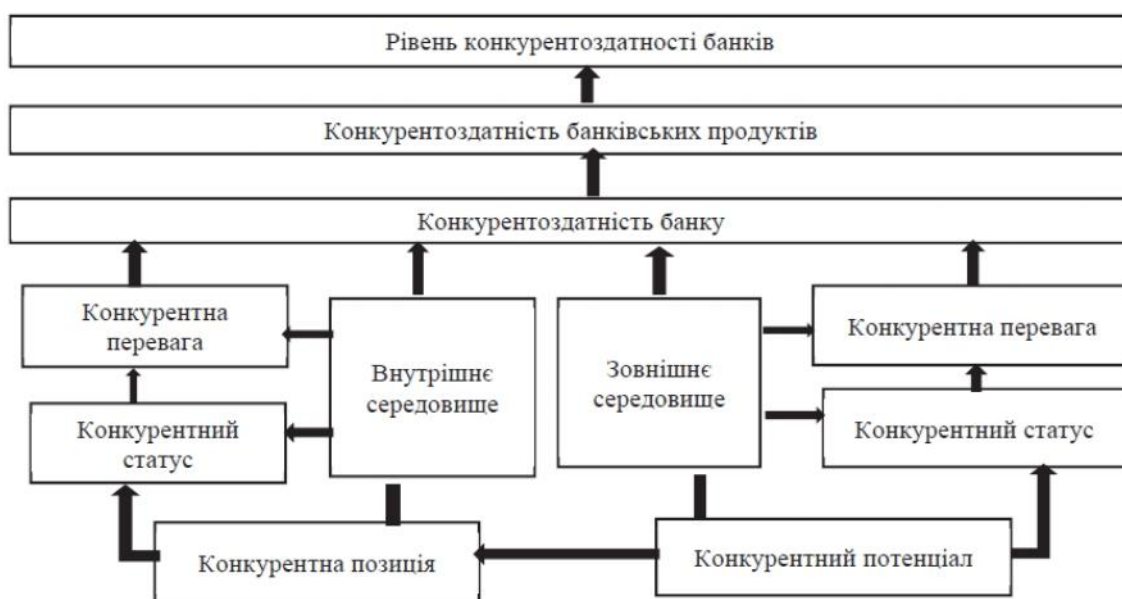 Рівень конкурентоздатності банків
Конкурентоздатність банківських продуктів
Конкурентоздатність банку
Конкурентна
перевага
Внутрішнє
середовище
Зовнішнє
середовище
Конкурентна перевага
Конкурентний
статус
Конкурентний статус
Конкурентна позиція
Конкурентний потенціал